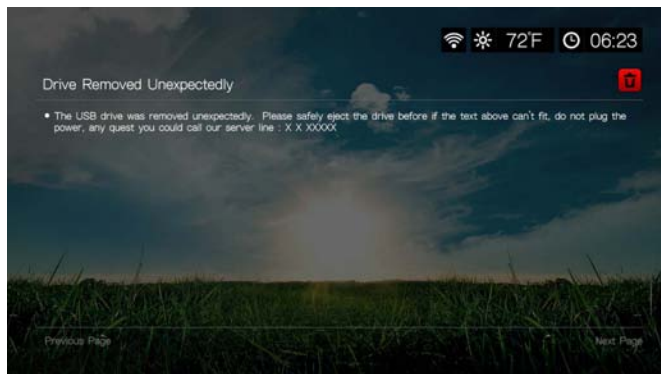 72°F 06:23
Drive Removed Unexpectedly
• The USB drive was removed unexpectedly. Please safely eject the drive before if the text above can't fit, do not plug the
power, any quest you could call our server line : X X XXXXX
Previous Page Next Page